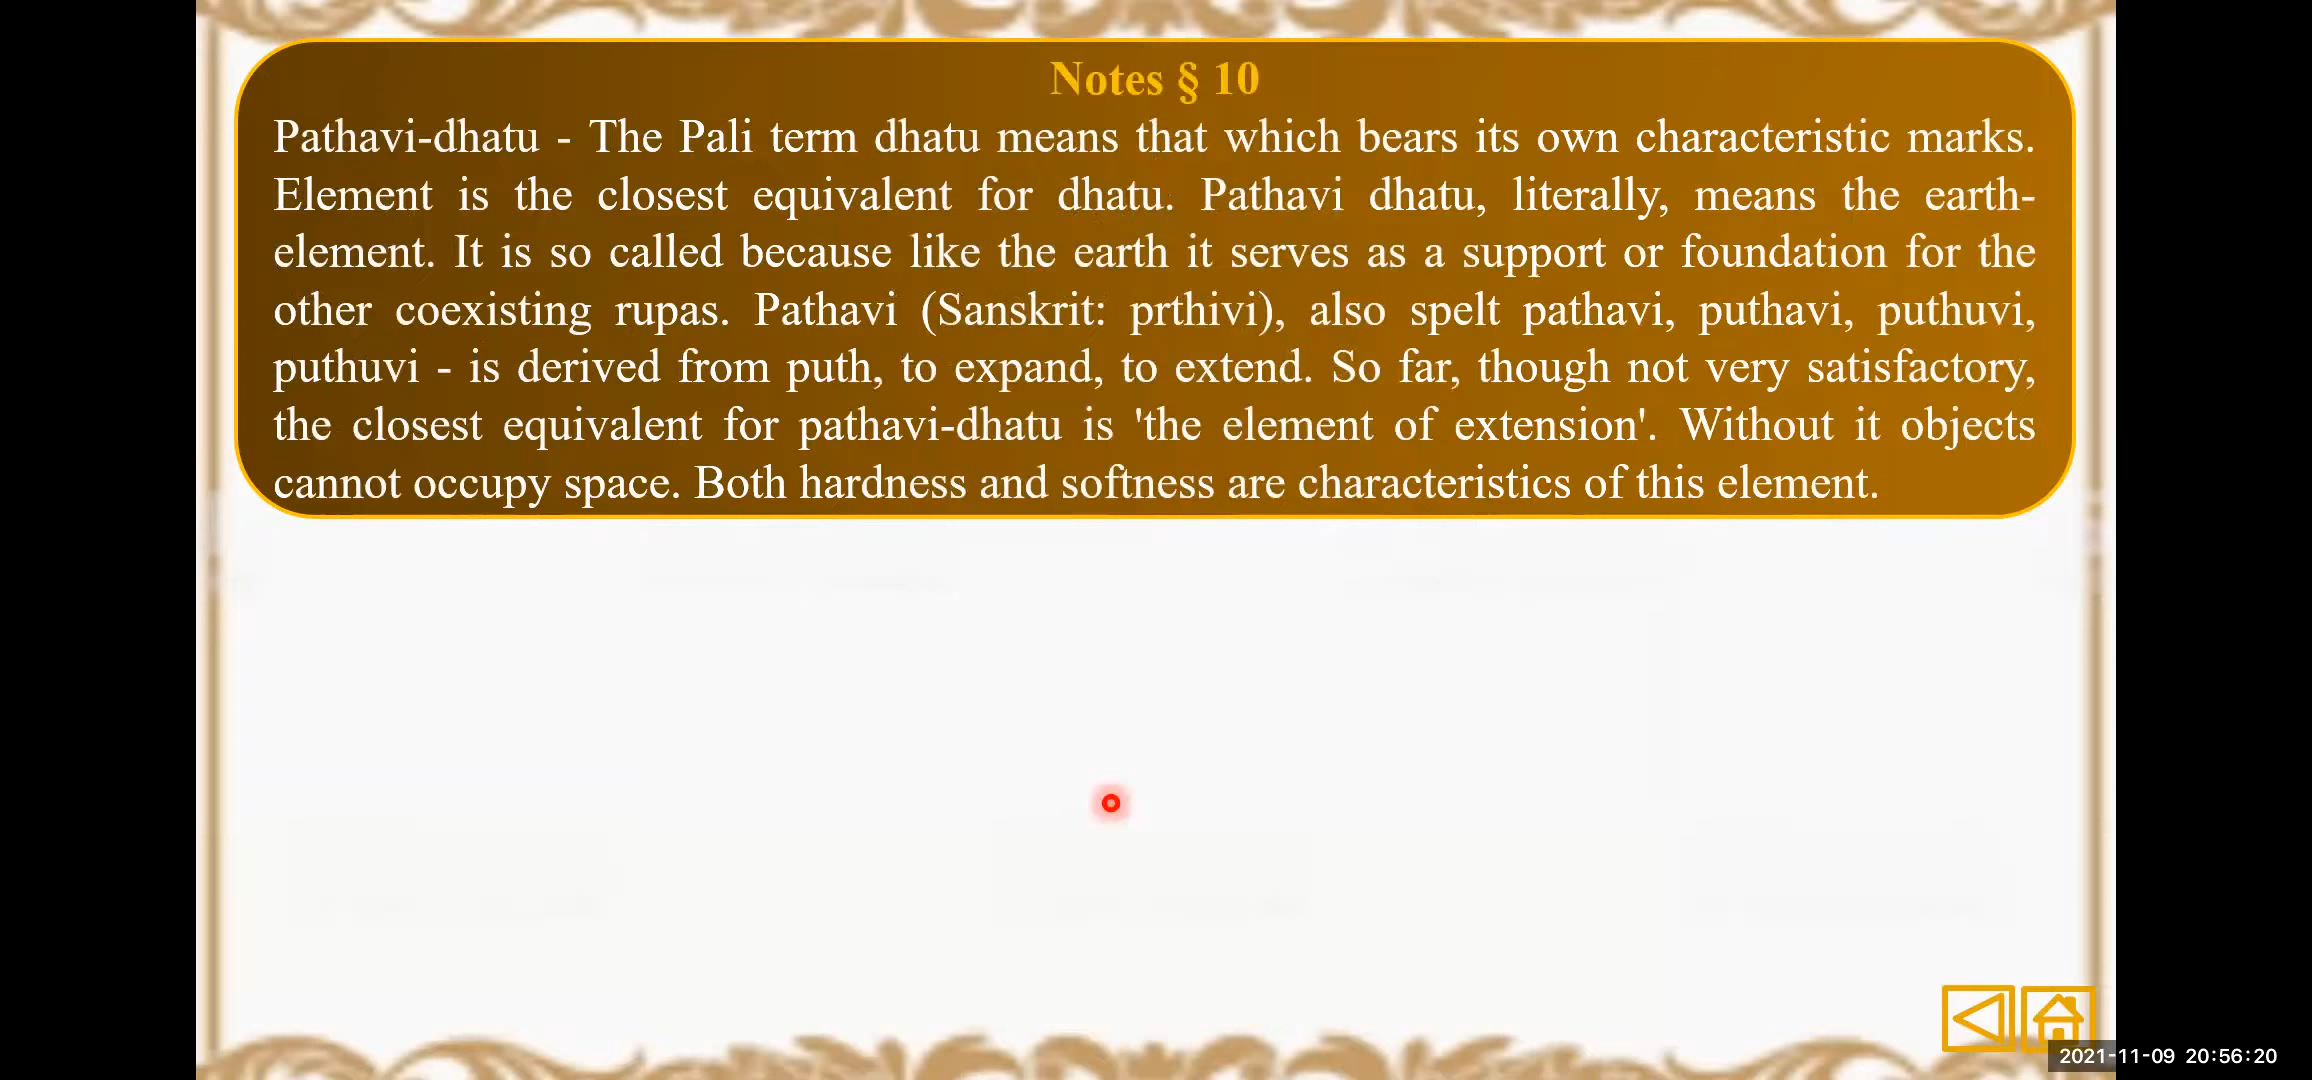 Notes § 10
Pathavi-dhatu - The Pali term dhatu means that which bears its own characteristic marks.
Element is the closest equivalent for dhatu. Pathavi dhatu, literally, means the earth-
element. It is so called because like the earth it serves as a support or foundation for the
other coexisting rupas. Pathavi (Sanskrit: prthivi), also spelt pathavi, puthavi, puthuvi,
puthuvi - is derived from puth, to expand, to extend. So far, though not very satisfactory,
the closest equivalent for pathavi-dhatu is 'the element of extension'. Without it objects
cannot occupy space. Both hardness and softness are characteristics of this element.
2021-11-09 20:56:20